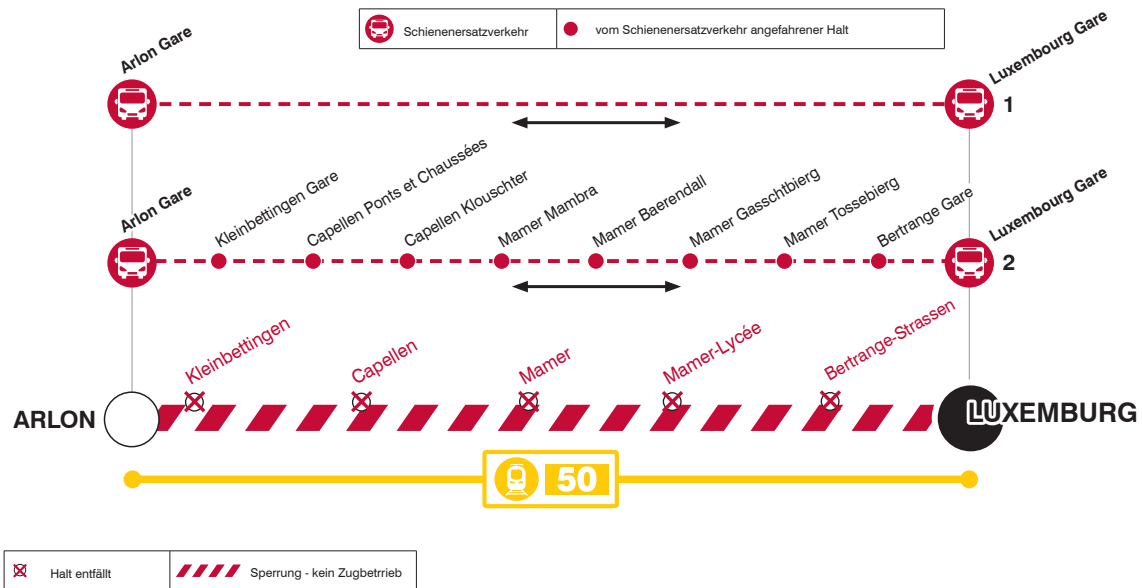 Schienenersatzverkehr
vom Schienenersatzverkehr angefahrener Halt
Arlon Gare
Luxembourg Gare
1
Arlon Gare
Kleinbettingen Gare
Capellen Ponts et Chaussées
Capellen Klouschter
Mamer Mambra
Mamer Baerendall
Mamer Gasschtbierg
Mamer Tossebierg
Bertrange Gare
Luxembourg Gare
2
Kleinbettingen
Capellen
Mamer
Mamer-Lycée
Bertrange-Strassen
ARLON
LUXEMBURG
50
Halt entfällt
Sperrung - kein Zugbetrrieb